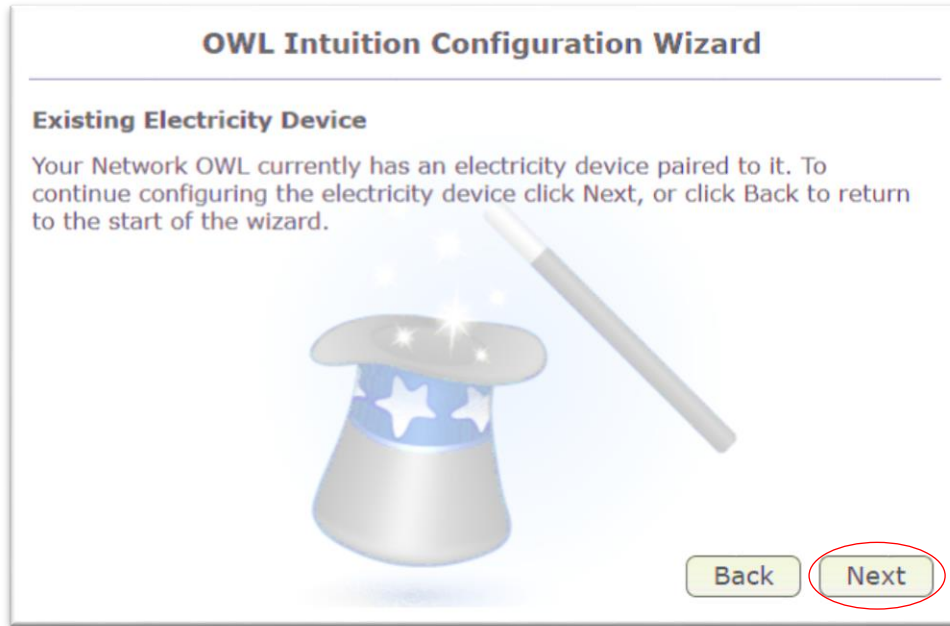 OWL Intuition Configuration Wizard
Existing Electricity Device
Your Network OWL currently has an electricity device paired to it. To
continue configuring the electricity device click Next, or click Back to return
to the start of the wizard.
Back Next